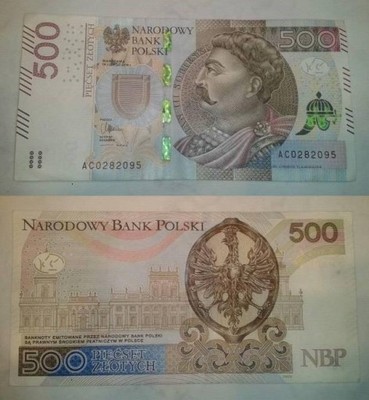 500
PIĘĆSET ZŁOTYCH
NARODOWY
BANK
POLSKI
500
AC0282095
AC0282095
NARODOWY BANK POLSKI
500
BANKNOTY EMITOWANE PRZEZ NARODOWY BANK POLSKI
SĄ PRAWNYM ŚRODKIEM PŁATNICZYM W POLSCE
500
PIĘĆSET
ZŁOTYCH
NBP